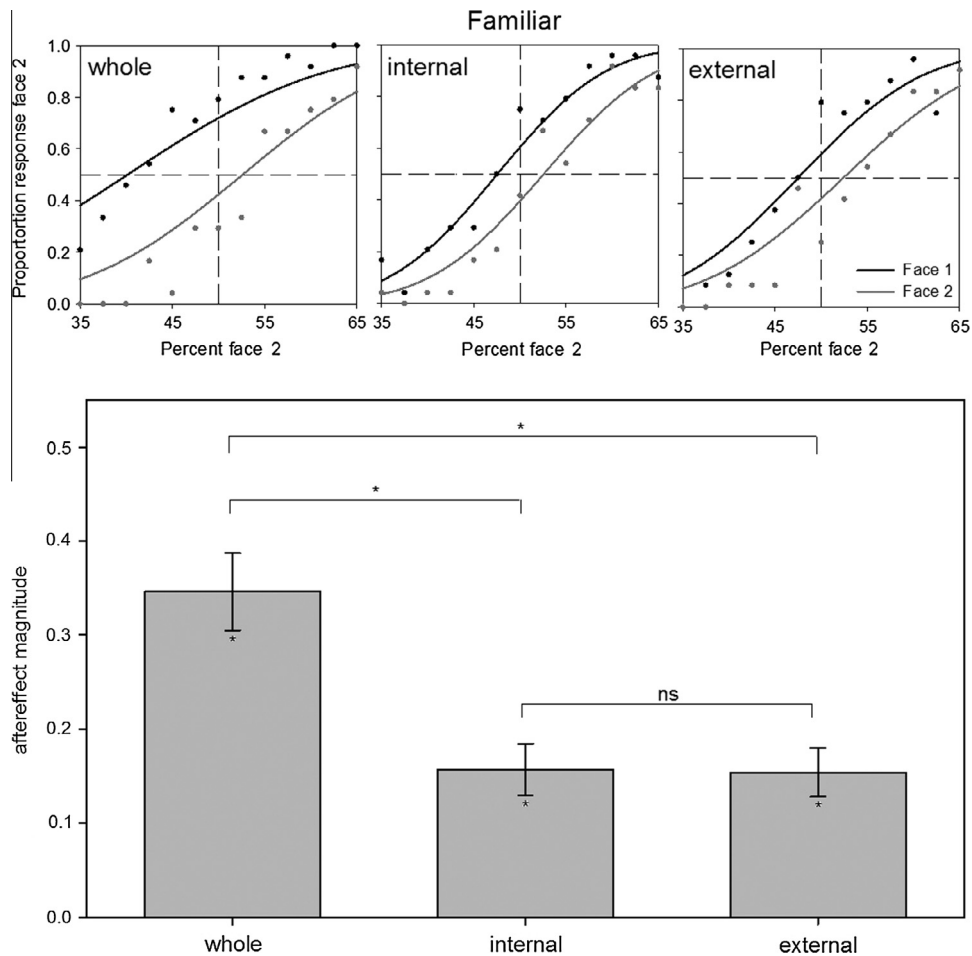 Familiar
whole
internal
external
Proportortion response face 2
1.0
0.8
0.6
0.4
0.2
0.0
35 45 55 65
35 45 55 65
35 45 55 65
Percent face 2
Percent face 2
Percent face 2
Face 1
Face 2
aftereffect magnitude
0.5
0.4
0.3
0.2
0.1
0.0
*
*
*
ns
*
*
whole internal external